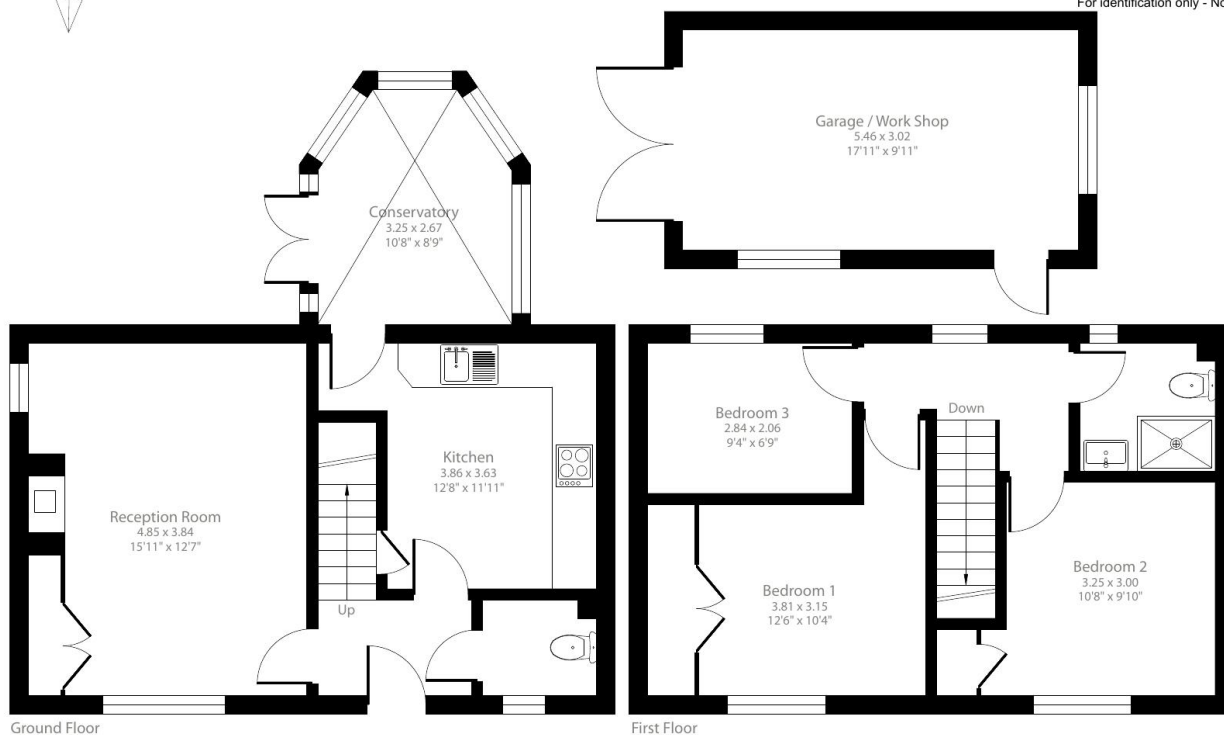 For identification only - No
Garage / Work Shop
5.46 x 3.02
17'11" x 9'11"
Conservatory
3.25 x 2.67
10'8" x 8'9"
Kitchen
3.86 x 3.63
12'8" x 11'11"
Reception Room
4.85 x 3.84
15'11" x 12'7"
Up
Ground Floor
Bedroom 3
2.84 x 2.06
9'4" x 6'9"
Down
Bedroom 1
3.81 x 3.15
12'6" x 10'4"
Bedroom 2
3.25 x 3.00
10'8" x 9'10"
First Floor